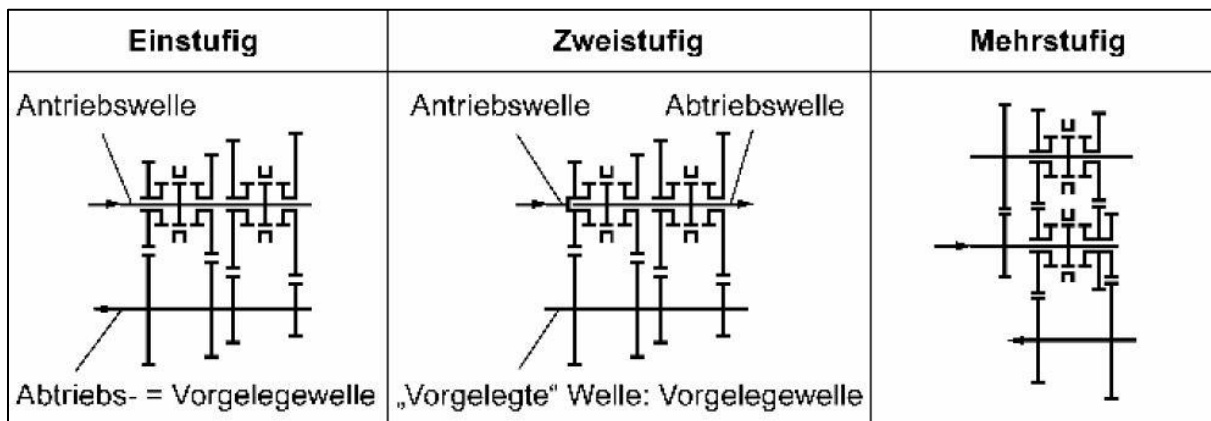 Einstufig
Zweistufig
Mehrstufig
Antriebswelle
Abtriebs- = Vorgelegewelle
Antriebswelle
Abtriebswelle
„Vorgelegte“ Welle: Vorgelegewelle